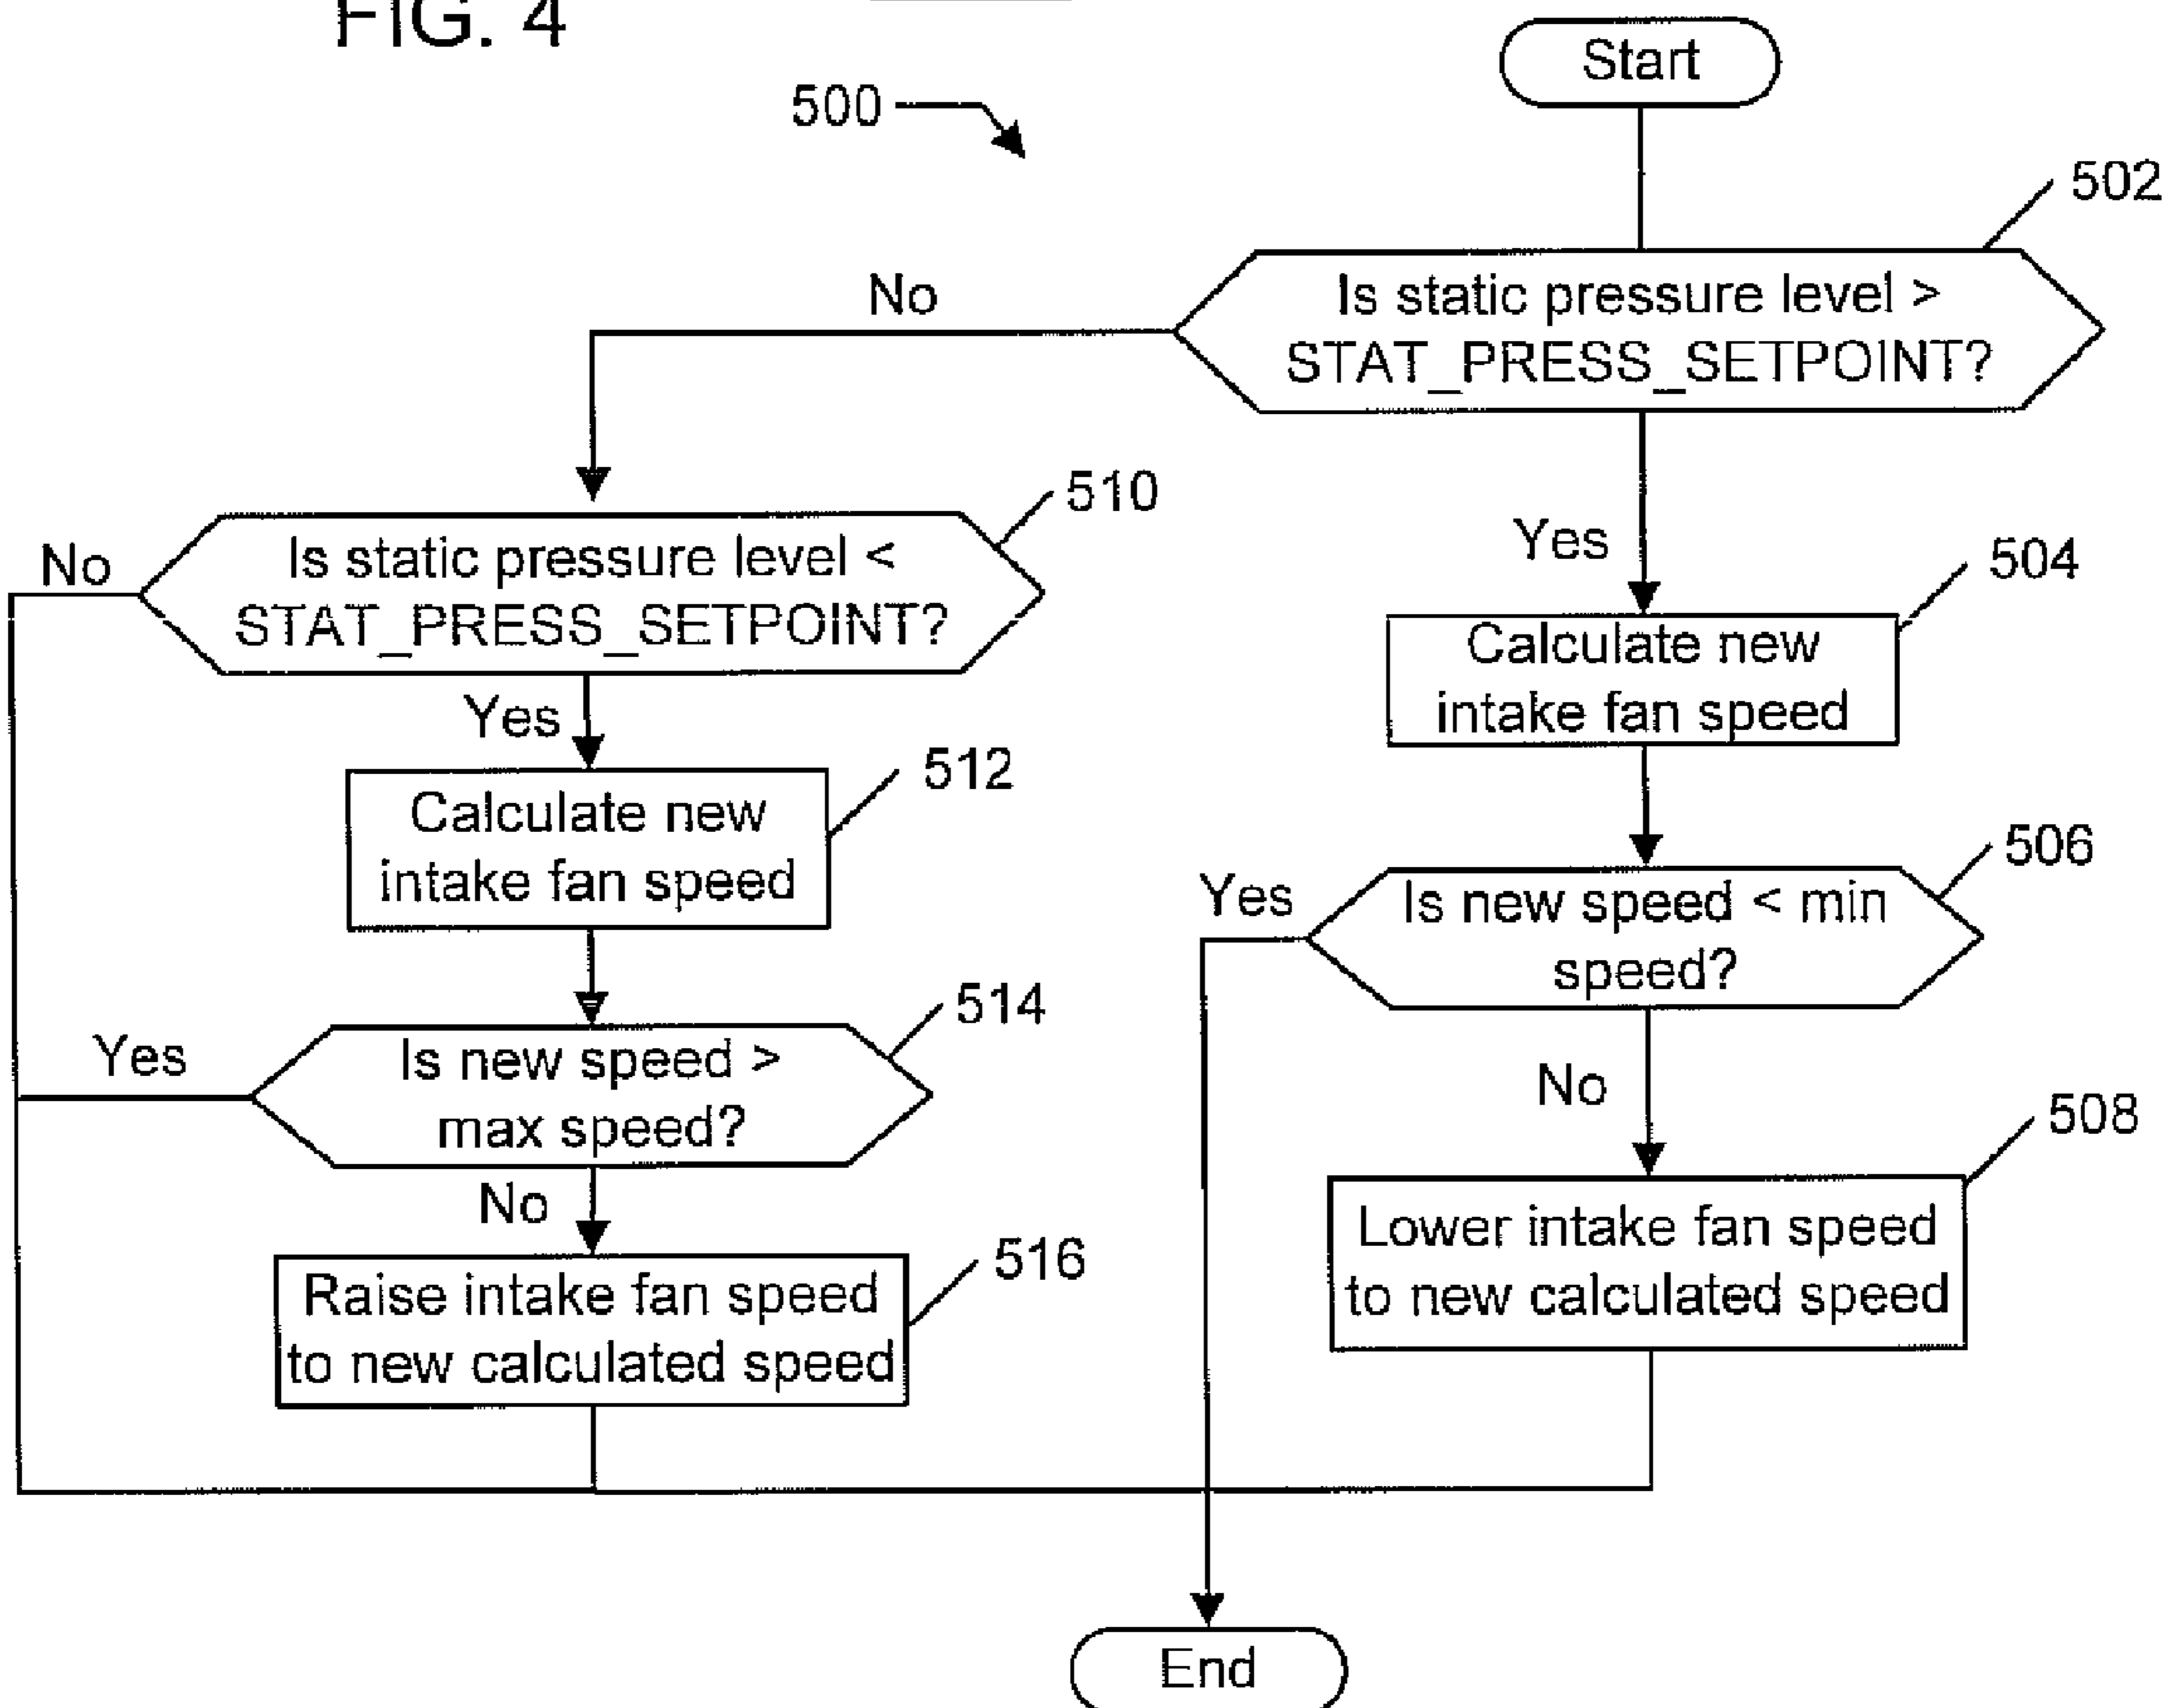 FIG. 4
500
Start
502
Is static pressure level >
STAT_PRESS_SETPOINT?
No
Yes
504
Calculate new
intake fan speed
506
Is new speed < min
speed?
Yes
No
508
Lower intake fan speed
to new calculated speed
510
Is static pressure level <
STAT_PRESS_SETPOINT?
No
Yes
512
Calculate new
intake fan speed
514
Is new speed >
max speed?
Yes
No
516
Raise intake fan speed
to new calculated speed
End